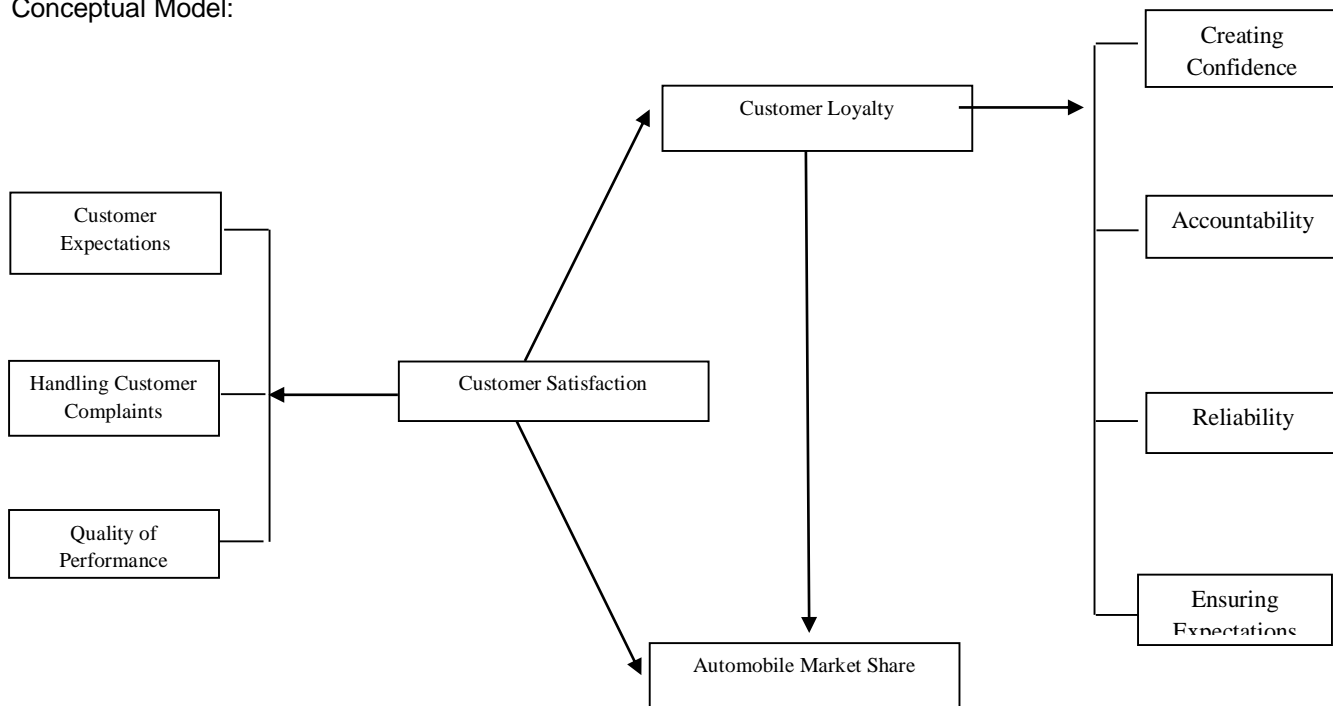 Conceptual Model:
Creating
Confidence
Customer Loyalty
Customer
Expectations
Accountability
Handling Customer
Complaints
Customer Satisfaction
Reliability
Quality of
Performance
Ensuring
Expectations
Automobile Market Share